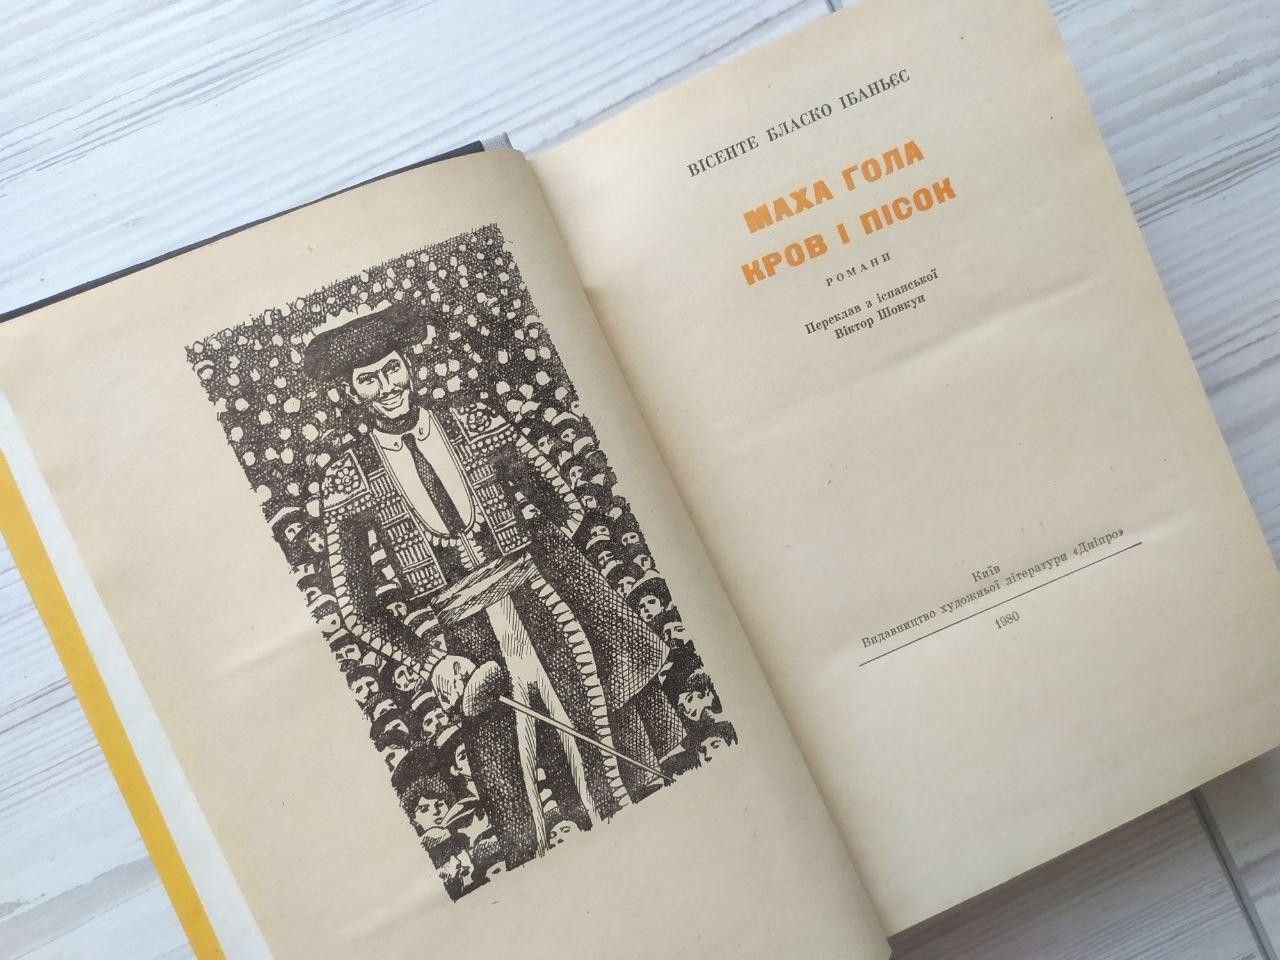 ВІСЕНТЕ БЛАСКО ІБАНЬЄС
МАХА ГОЛА
КРОВ І ПІСОК
РОМАНИ
Переклав з іспанської
Віктор Шовкун
Київ
Видавництво художньої літератури «Дніпро»
1980